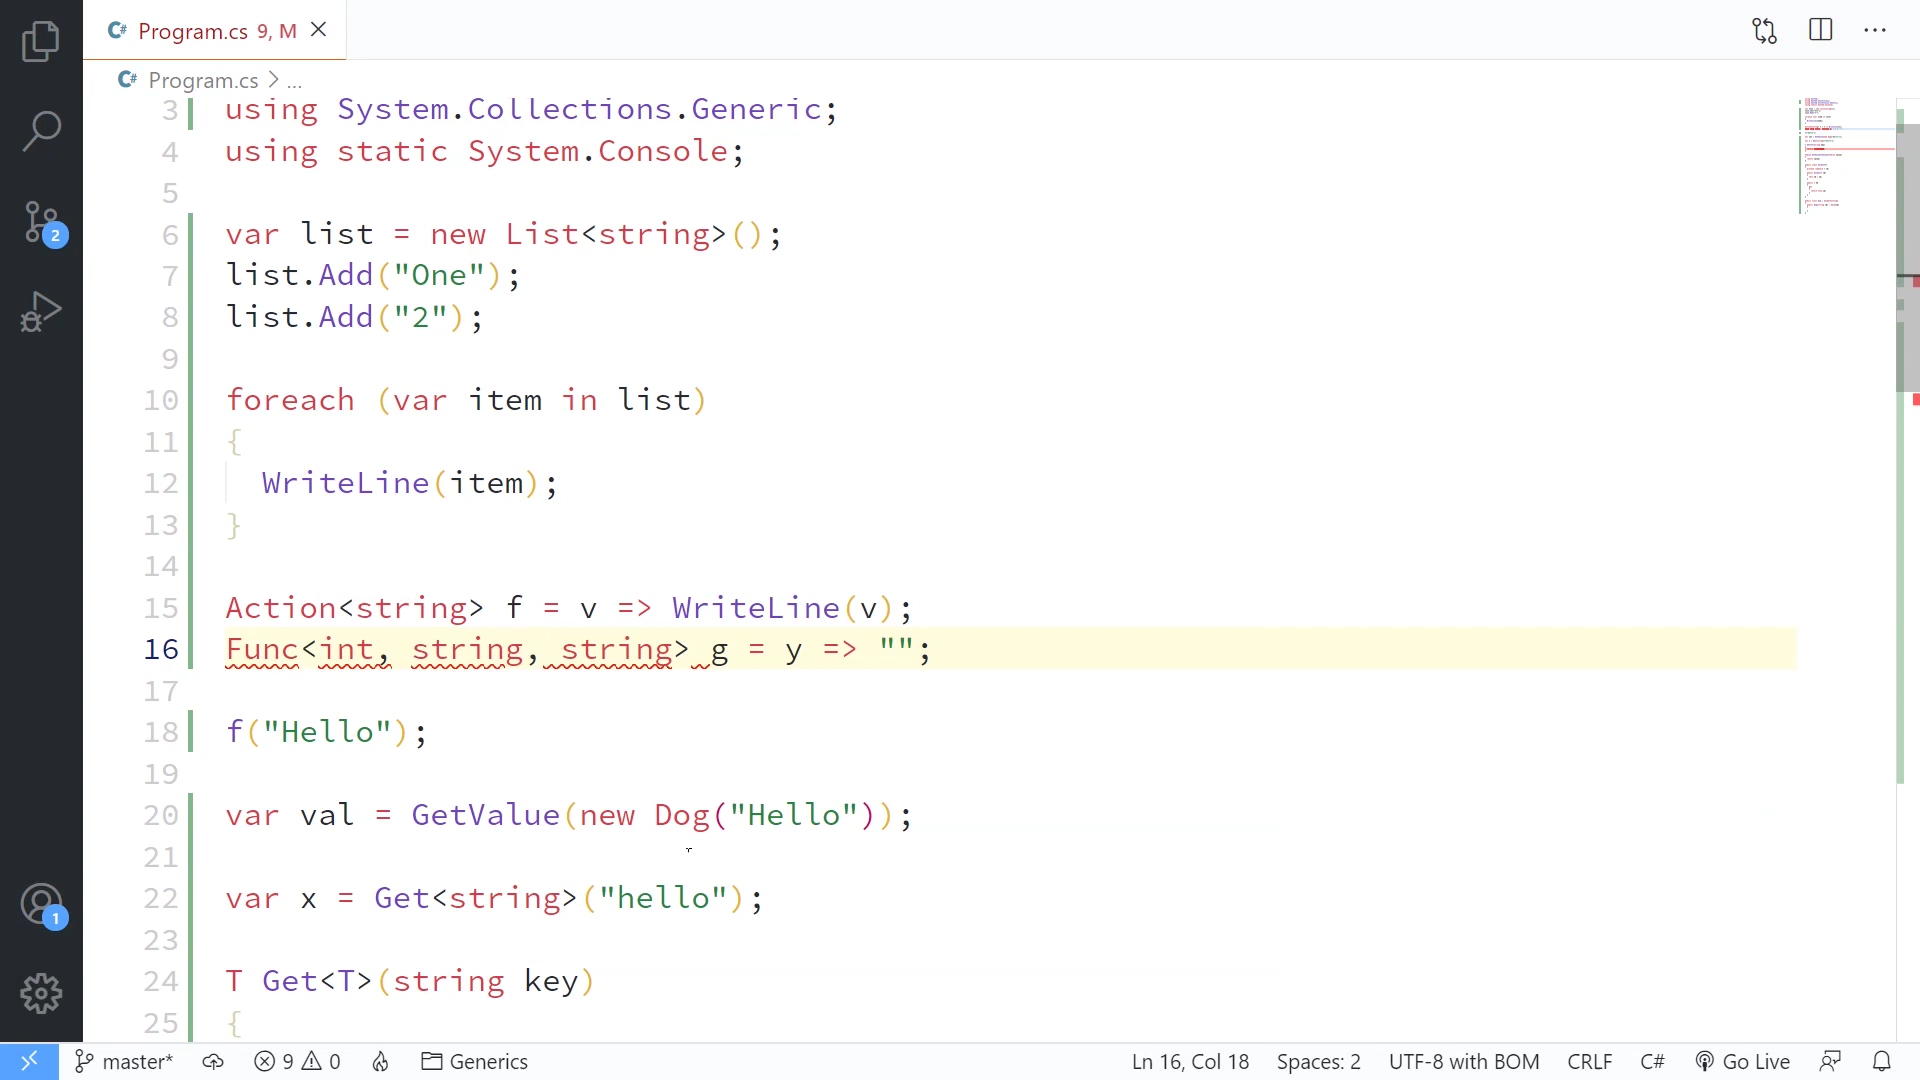 C# Program.cs 9, M
C# Program.cs > ...
3 using System.Collections.Generic;
4 using static System.Console;
5
6 var list = new List<string>();
7 list.Add("One");
8 list.Add("2");
9
10 foreach (var item in list)
11 {
12 WriteLine(item);
13 }
14
15 Action<string> f = v => WriteLine(v);
16 Func<int, string, string> g = y => "";
17
18 f("Hello");
19
20 var val = GetValue(new Dog("Hello"));
21
22 var x = Get<string>("hello");
23
24 T Get<T>(string key)
25 {
2
1
master* 9 0 Generics Ln 16, Col 18 Spaces: 2 UTF-8 with BOM CRLF C# Go Live